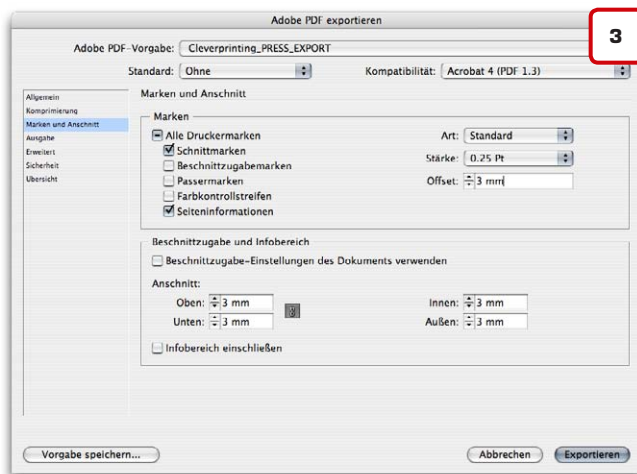 Adobe PDF exportieren
3
Adobe PDF-Vorgabe: Cleverprinting_PRESS_EXPORT
Standard: Ohne Kompatibilität: Acrobat 4 (PDF 1.3)
Allgemein
Komprimierung
Marken und Anschnitt
Ausgabe
Erweitert
Sicherheit
Übersicht
Marken und Anschnitt
Marken
Alle Druckermarken Art: Standard
Schnittmarken Stärke: 0.25 Pt
Beschnittzugabemarken
Passermarken Offset: 3 mm
Farbkontrollstreifen
Seiteninformationen
Beschnittzugabe und Infobereich
Beschnittzugabe-Einstellungen des Dokuments verwenden
Anschnitt:
Oben: 3 mm Innen: 3 mm
Unten: 3 mm Außen: 3 mm
Infobereich einschließen
Vorgabe speichern... Abbrechen Exportieren